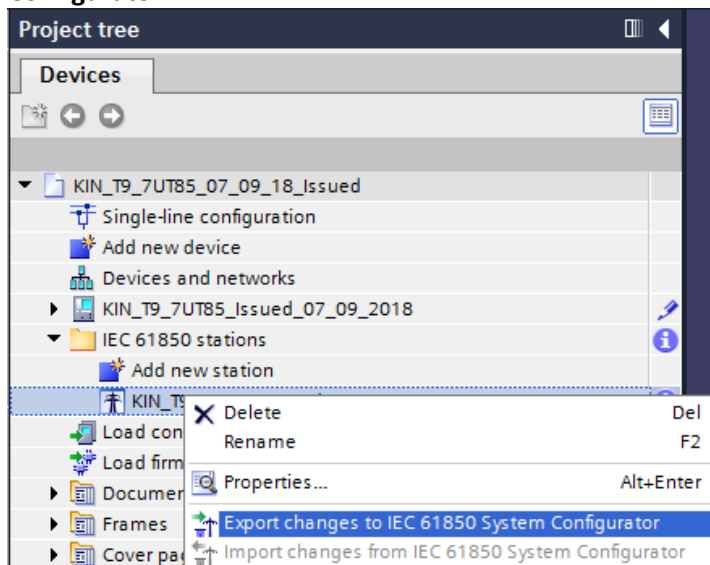 Project tree
Devices
KIN_T9_7UT85_07_09_18_Issued
Single-line configuration
Add new device
Devices and networks
KIN_T9_7UT85_Issued_07_09_2018
IEC 61850 stations
Add new station
KIN_T9
Delete Del
Load con
Rename F2
Load firm
Properties... Alt+Enter
Documen
Frames
Export changes to IEC 61850 System Configurator
Cover pa
Import changes from IEC 61850 System Configurator